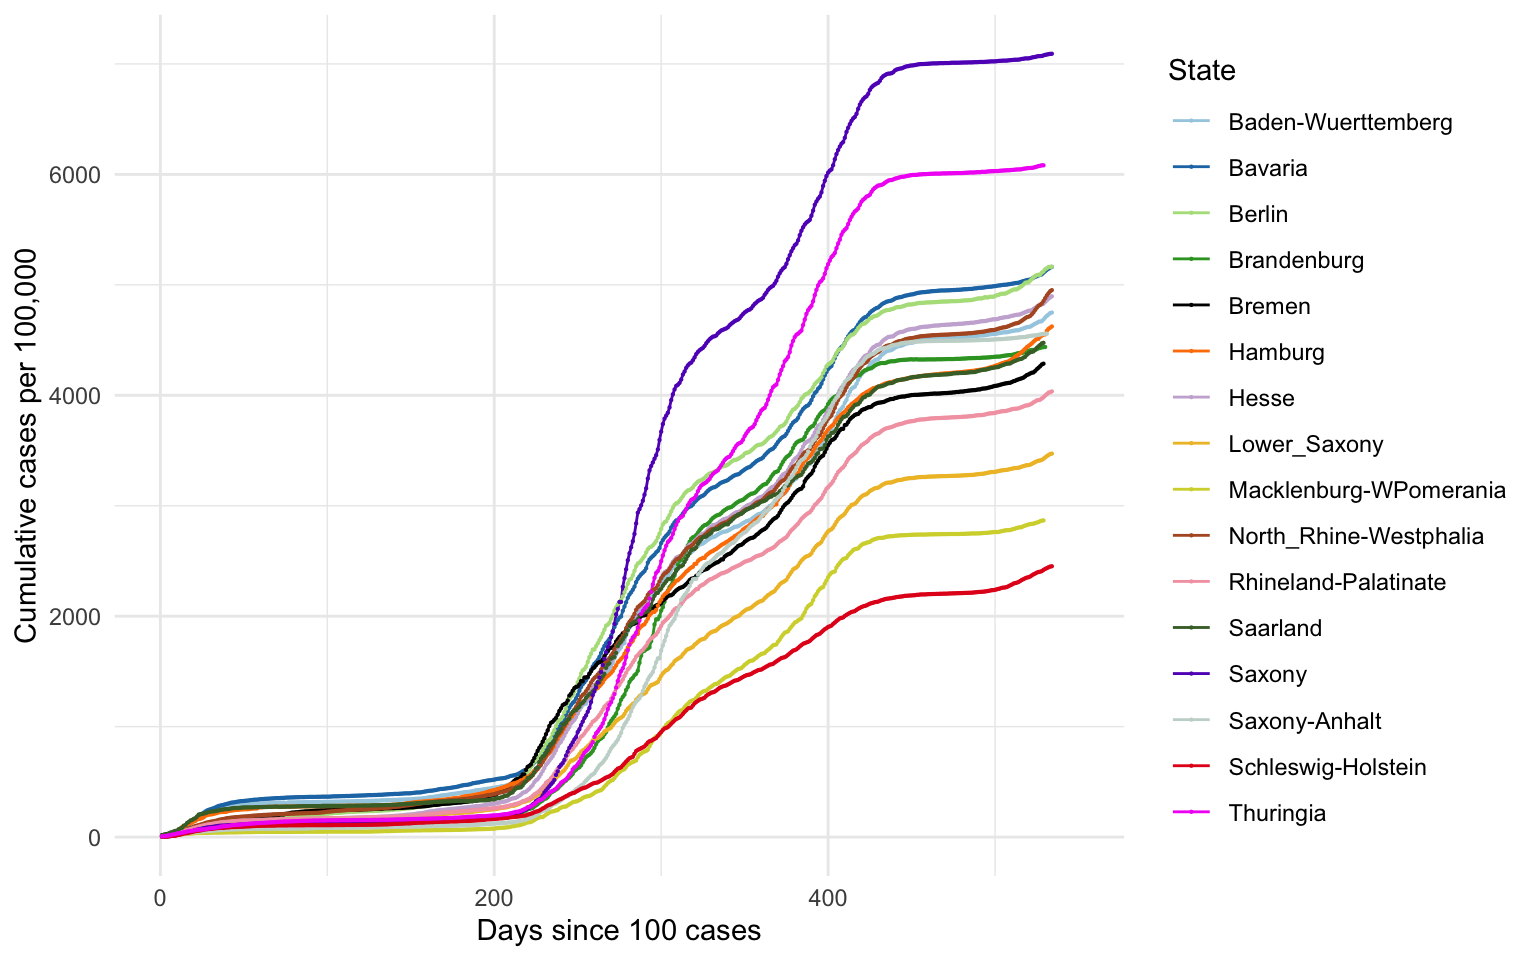 6000
4000
2000
0
0 200 400
Days since 100 cases
Cumulative cases per 100,000
State
Baden-Wuerttemberg
Bavaria
Berlin
Brandenburg
Bremen
Hamburg
Hesse
Lower_Saxony
Macklenburg-WPomerania
North_Rhine-Westphalia
Rhineland-Palatinate
Saarland
Saxony
Saxony-Anhalt
Schleswig-Holstein
Thuringia